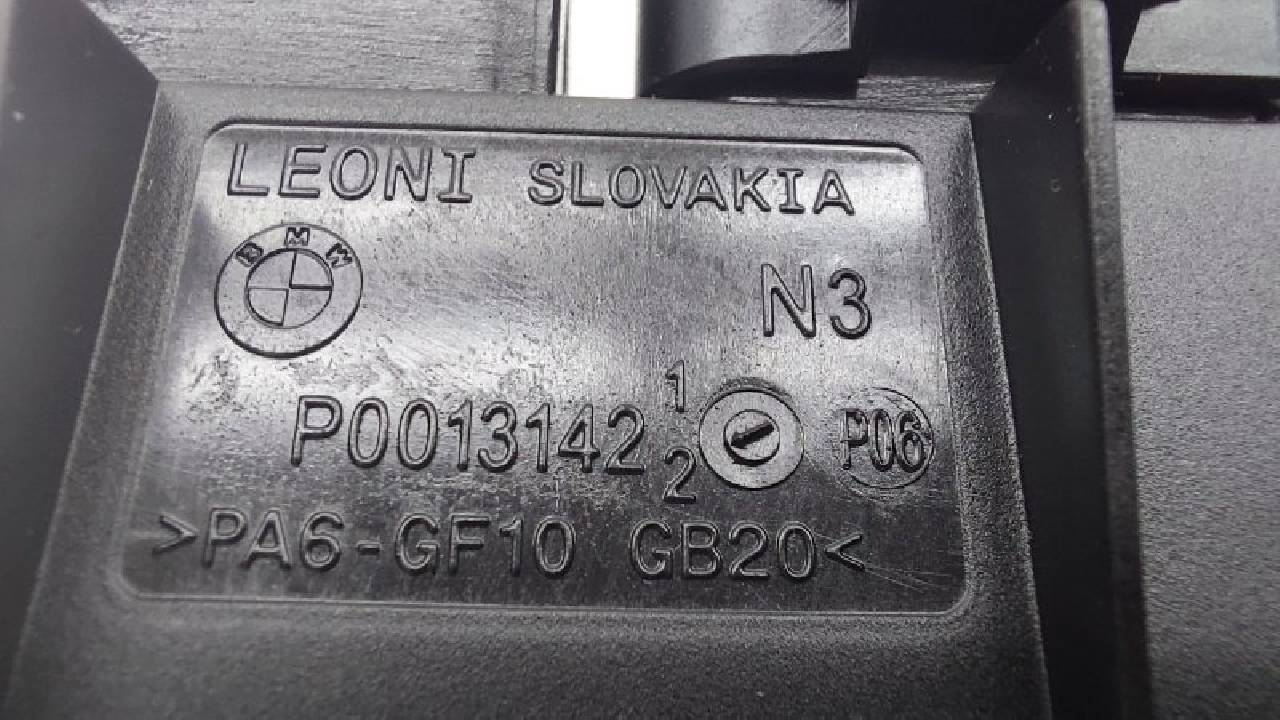 LEONI SLOVAKIA
BMW
N3
P0013142 1 2 P06
>PA6-GF10 GB20<